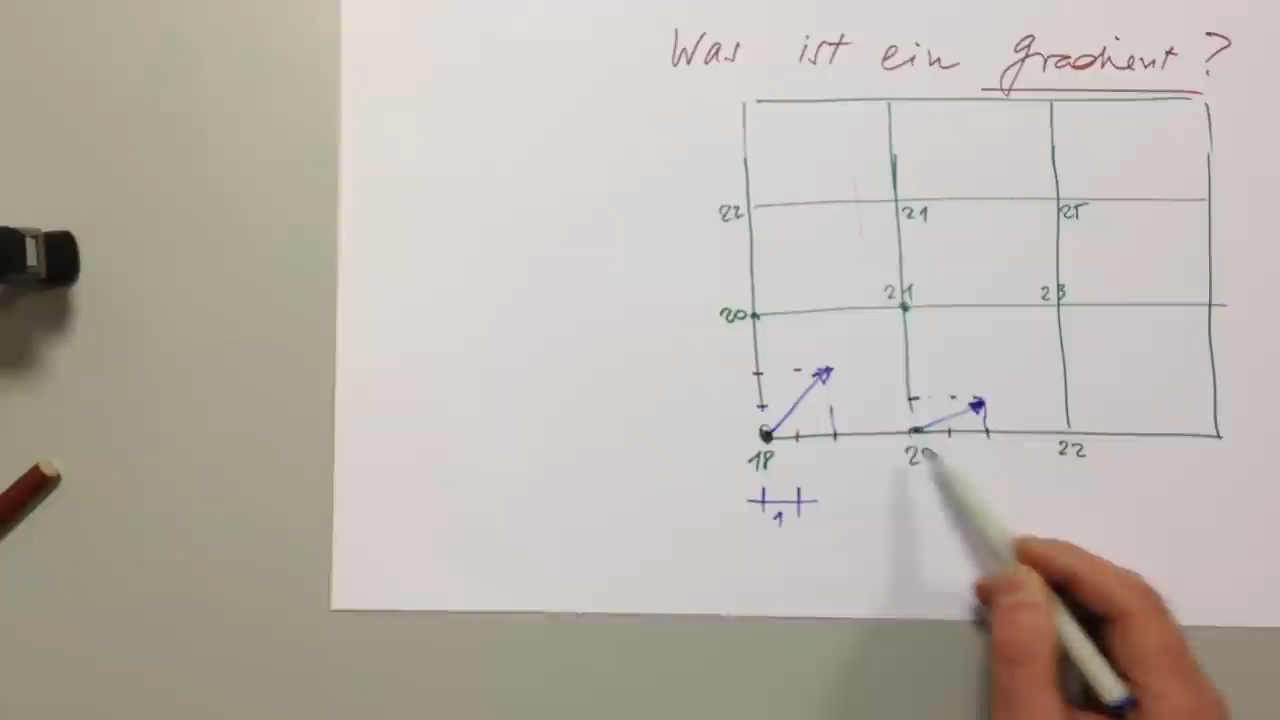 Was ist ein Gradient?
22 21 25
21 23
20
18 20 22
1